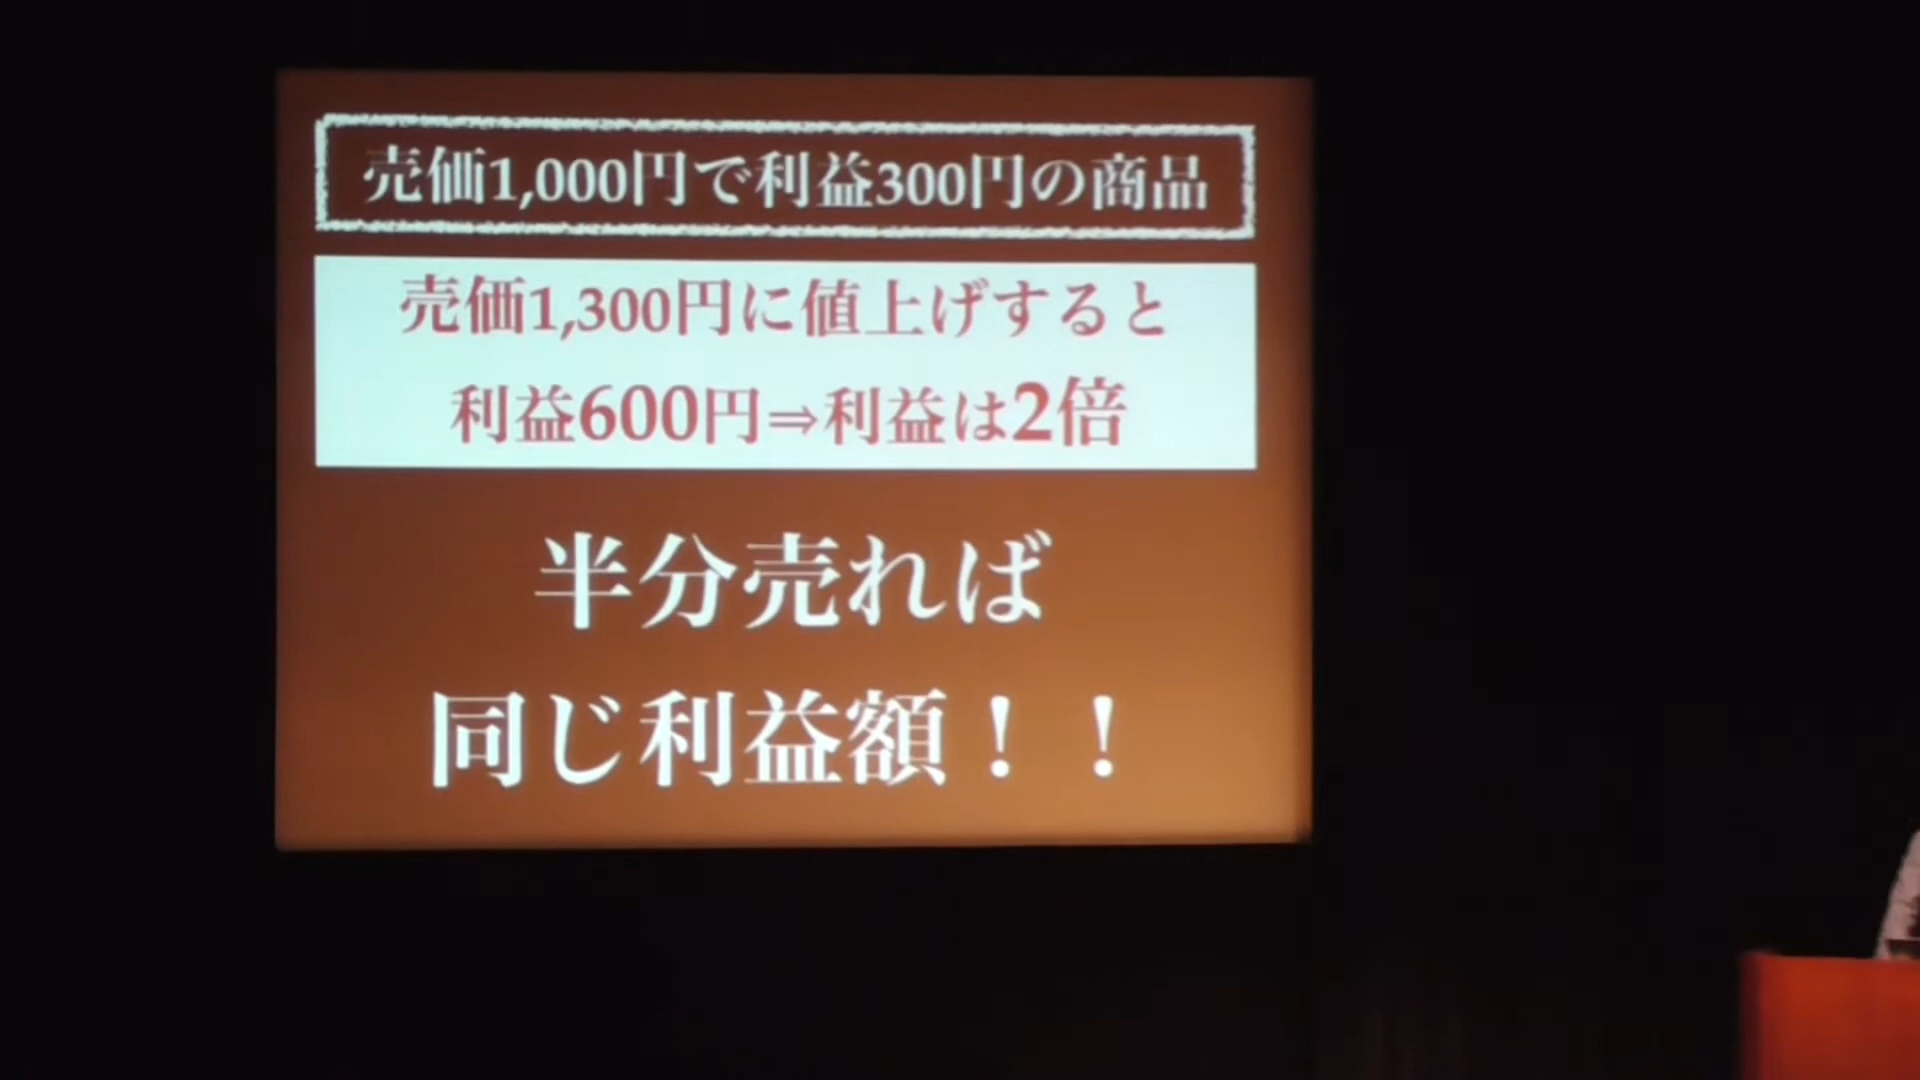 売価1,000円で利益300円の商品
売価1,300円に値上げすると
利益600円⇒利益は2倍
半分売れば
同じ利益額！！